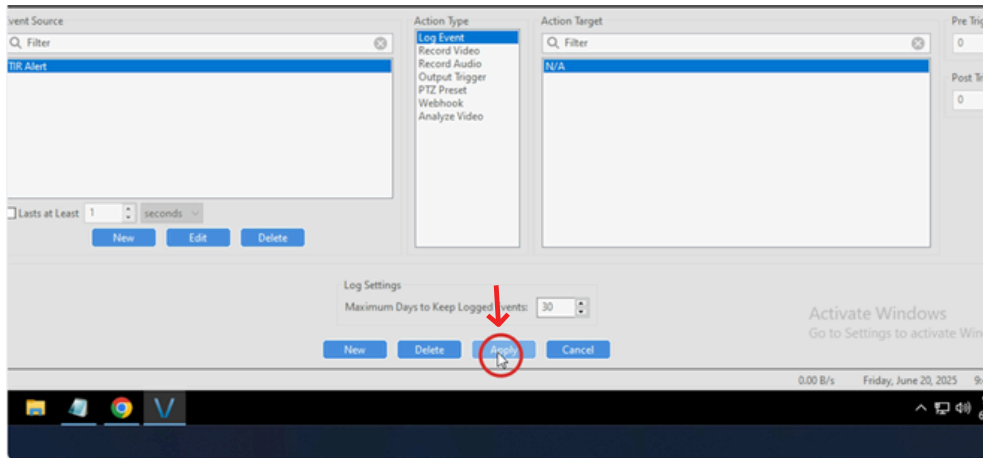 vent Source
Action Type
Action Target
Pre Trig
Filter
Log Event
Record Video
Record Audio
Output Trigger
PTZ Preset
Webhook
Analyze Video
Filter
0
TIR Alert
N/A
Post Tr
0
Lasts at Least
1
seconds
New
Edit
Delete
Log Settings
Maximum Days to Keep Logged Events:
30
New
Delete
Apply
Cancel
Activate Windows
Go to Settings to activate Win
0.00 B/s
Friday, June 20, 2025
9:
6